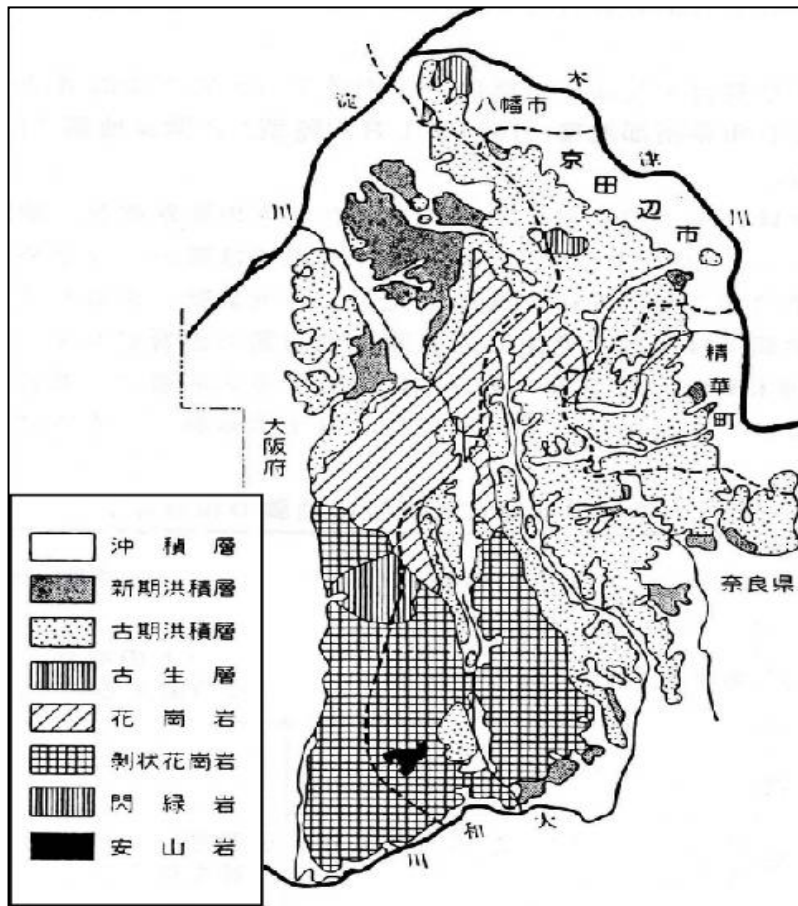 木津川
淀川
八幡市
京田辺市
精華町
大阪府
奈良県
大和川
沖積層
新期洪積層
古期洪積層
古生層
花崗岩
剝状花崗岩
閃緑岩
安山岩